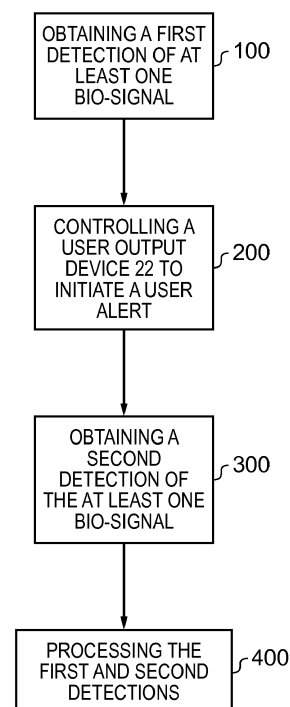 OBTAINING A FIRST
DETECTION OF AT
LEAST ONE
BIO-SIGNAL
100
CONTROLLING A
USER OUTPUT
DEVICE 22 TO
INITIATE A USER
ALERT
200
OBTAINING A
SECOND
DETECTION OF
THE AT LEAST ONE
BIO-SIGNAL
300
PROCESSING THE
FIRST AND SECOND
DETECTIONS
400